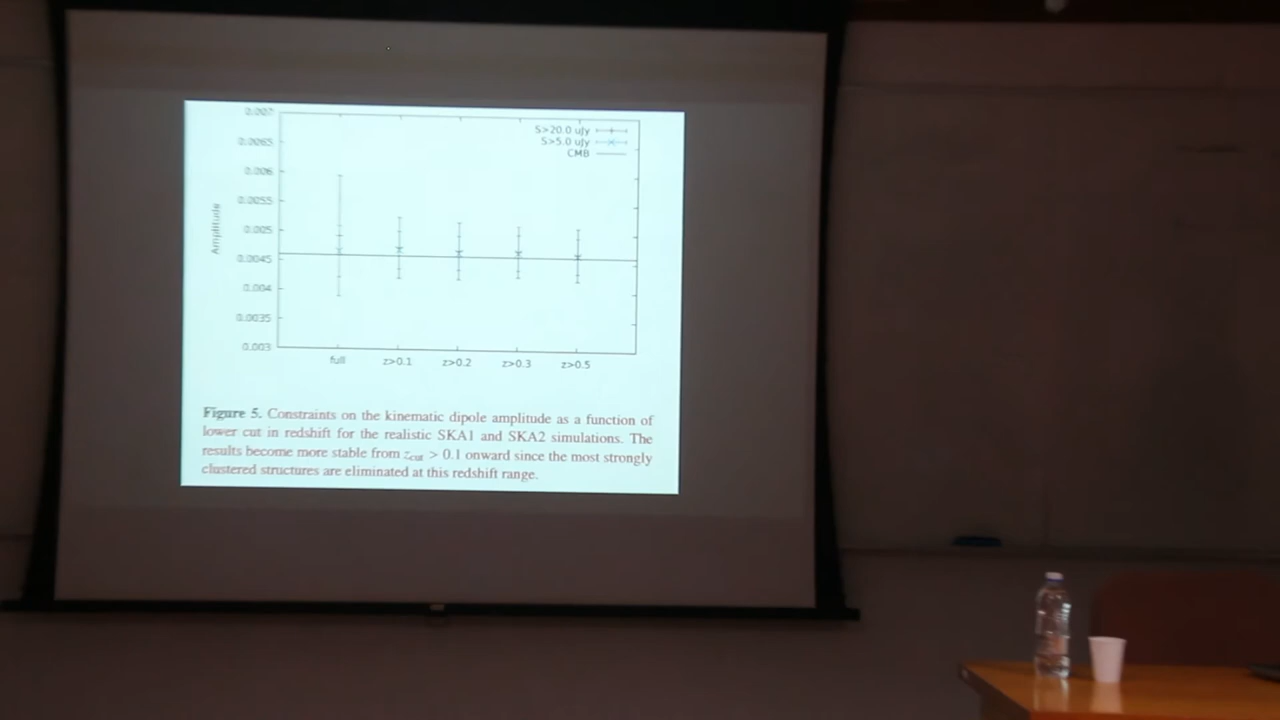 0.007
0.0065
0.006
0.0055
0.005
0.0045
0.004
0.0035
0.003
Amplitude
S>20.0 uJy
S>5.0 uJy
CMB
full
z>0.1
z>0.2
z>0.3
z>0.5
Figure 5. Constraints on the kinematic dipole amplitude as a function of
lower cut in redshift for the realistic SKA1 and SKA2 simulations. The
results become more stable from zcut > 0.1 onward since the most strongly
clustered structures are eliminated at this redshift range.